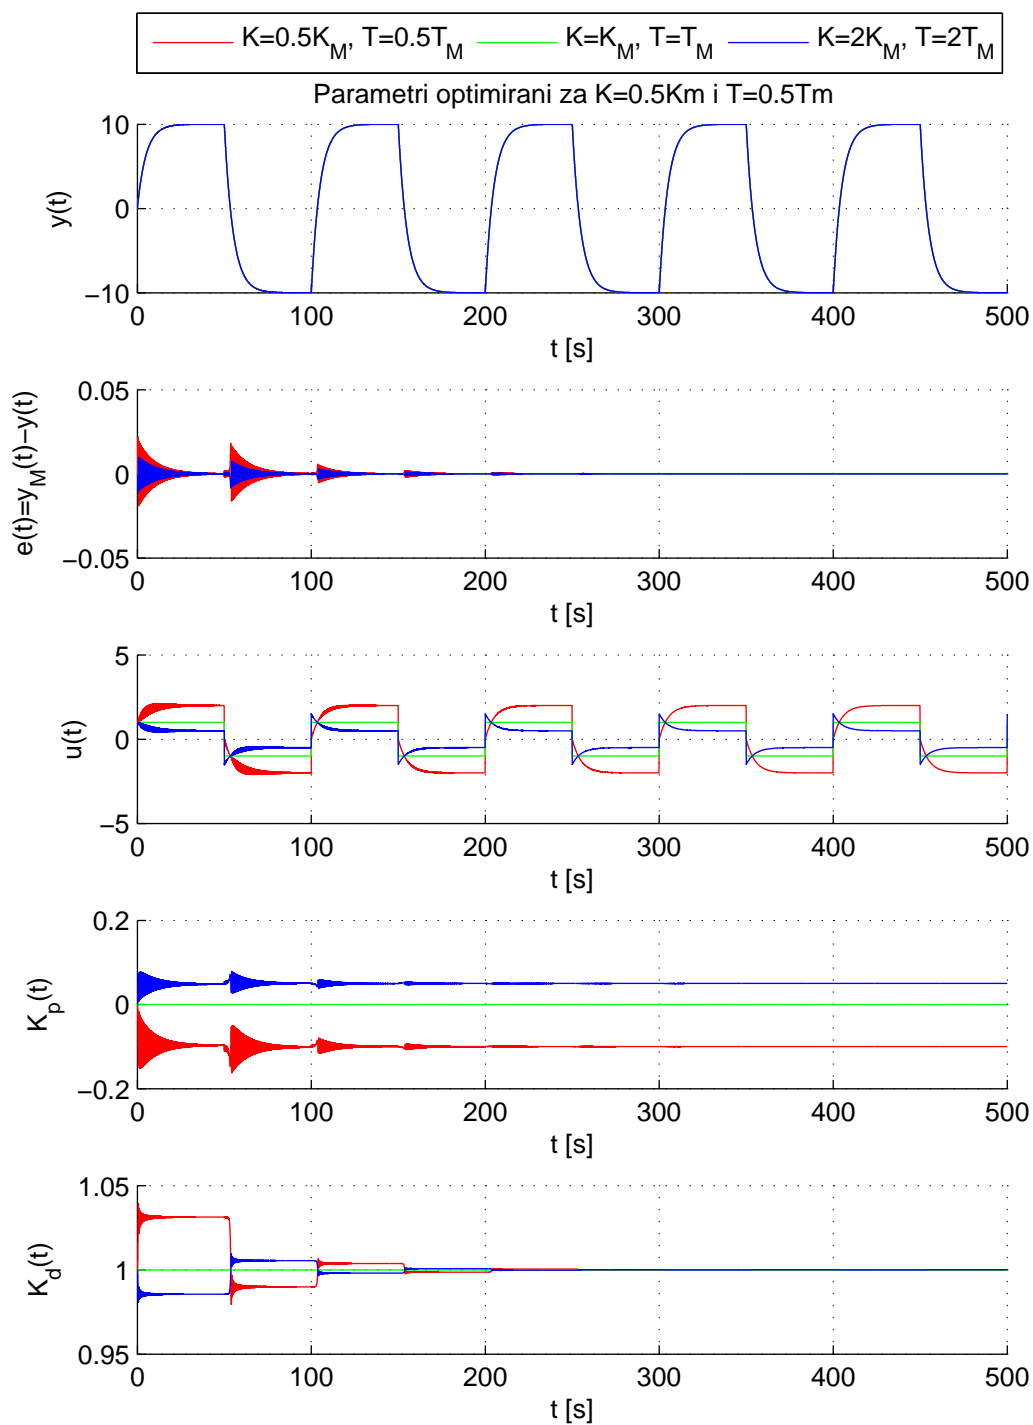 K=0.5K_M, T=0.5T_M K=K_M, T=T_M K=2K_M, T=2T_M
Parametri optimirani za K=0.5Km i T=0.5Tm
10
0
−10
y(t)
0 100 200 300 400 500
t [s]
0.05
0
−0.05
e(t)=y_M(t)−y(t)
0 100 200 300 400 500
t [s]
5
0
−5
u(t)
0 100 200 300 400 500
t [s]
0.2
0
−0.2
K_p(t)
0 100 200 300 400 500
t [s]
1.05
1
0.95
K_d(t)
0 100 200 300 400 500
t [s]